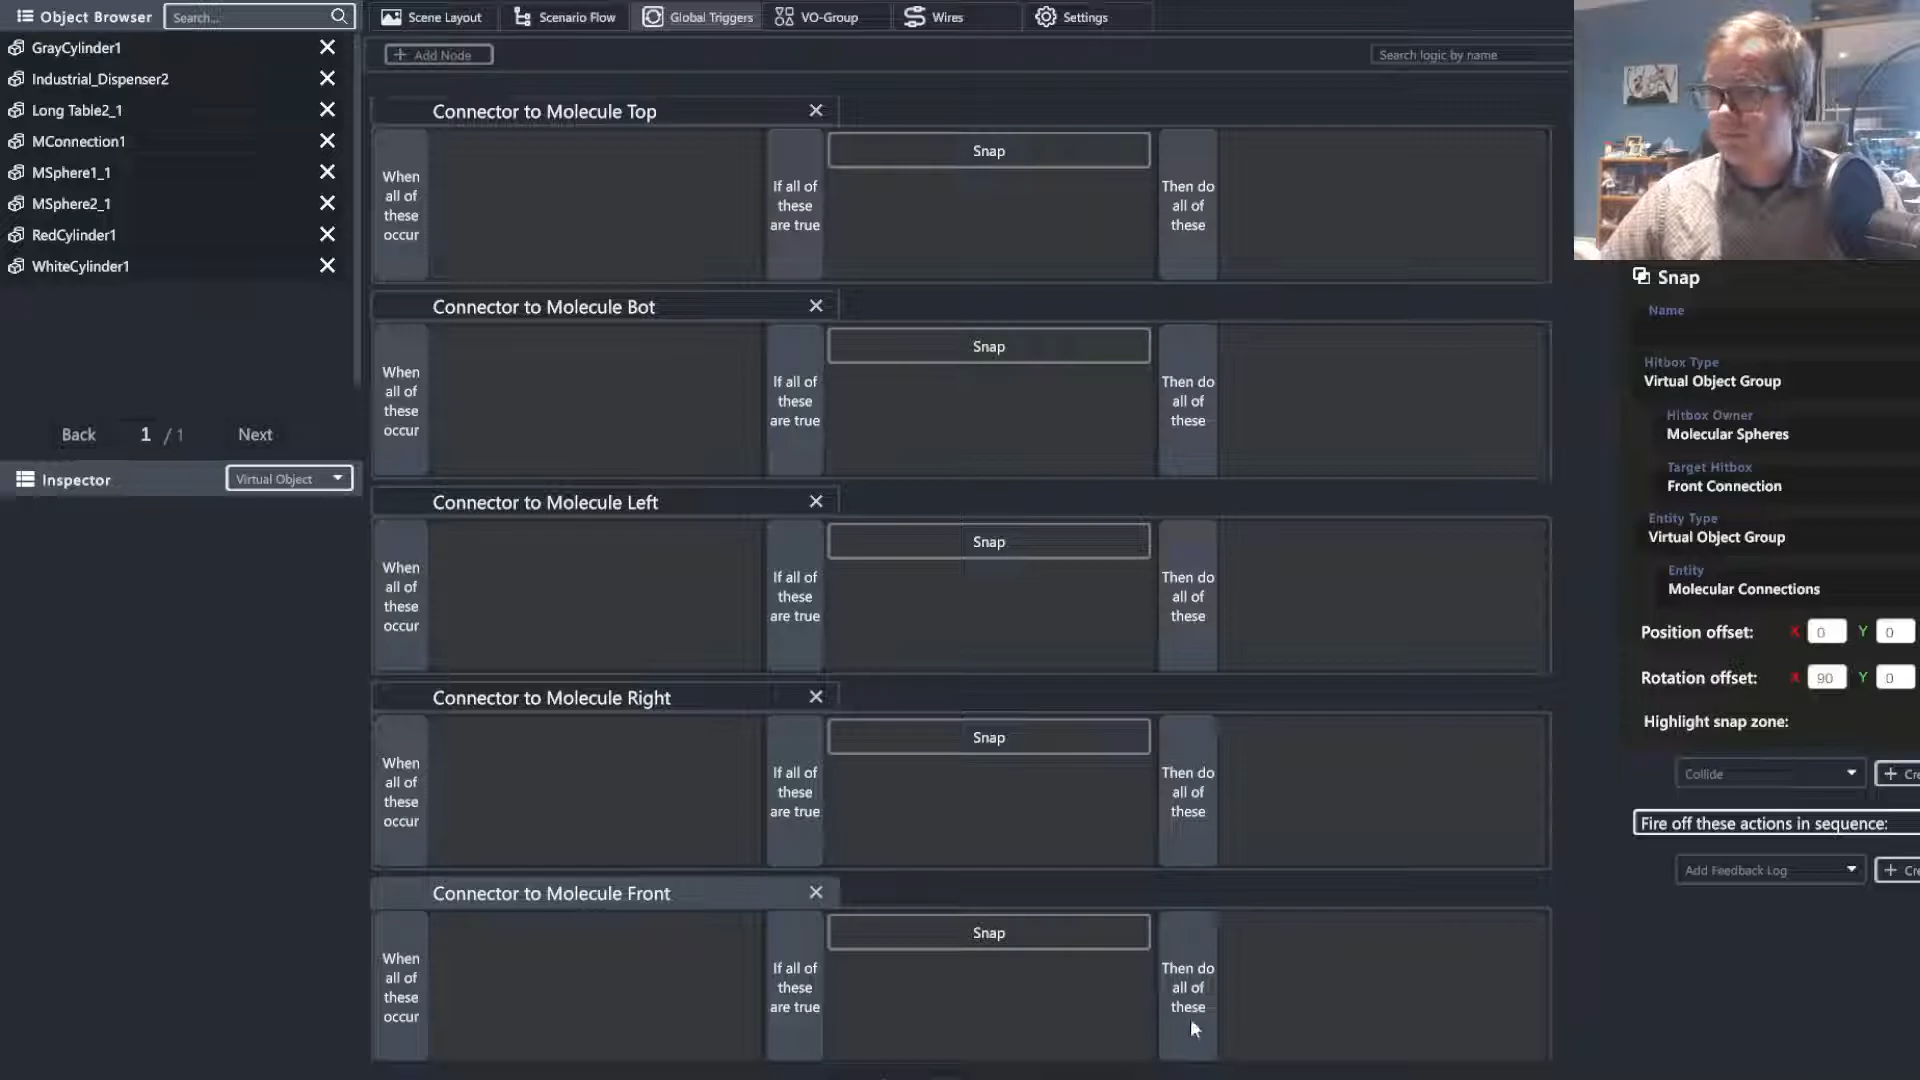 Object Browser
Search...
Scene Layout
Scenario Flow
Global Triggers
VO-Group
Wires
Settings
GrayCylinder1
Industrial_Dispenser2
Long Table2_1
MConnection1
MSphere1_1
MSphere2_1
RedCylinder1
WhiteCylinder1
Back
1 / 1
Next
Inspector
Virtual Object
+ Add Node
Search logic by name
Connector to Molecule Top
When
all of
these
occur
If all of
these
are true
Snap
Then do
all of
these
Connector to Molecule Bot
When
all of
these
occur
If all of
these
are true
Snap
Then do
all of
these
Connector to Molecule Left
When
all of
these
occur
If all of
these
are true
Snap
Then do
all of
these
Connector to Molecule Right
When
all of
these
occur
If all of
these
are true
Snap
Then do
all of
these
Connector to Molecule Front
When
all of
these
occur
If all of
these
are true
Snap
Then do
all of
these
Snap
Name
Hitbox Type
Virtual Object Group
Hitbox Owner
Molecular Spheres
Target Hitbox
Front Connection
Entity Type
Virtual Object Group
Entity
Molecular Connections
Position offset: X 0 Y 0
Rotation offset: X 90 Y 0
Highlight snap zone:
Collide
+ Cre
Fire off these actions in sequence:
Add Feedback Log
+ Cre